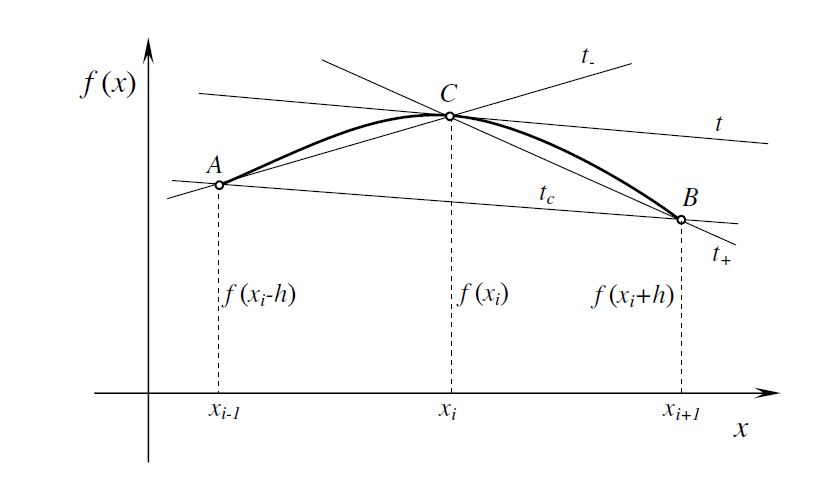 t-
f (x)
C
t
A
tc
B
t+
f (xi-h)
f (xi)
f (xi+h)
xi-1
xi
xi+1
x